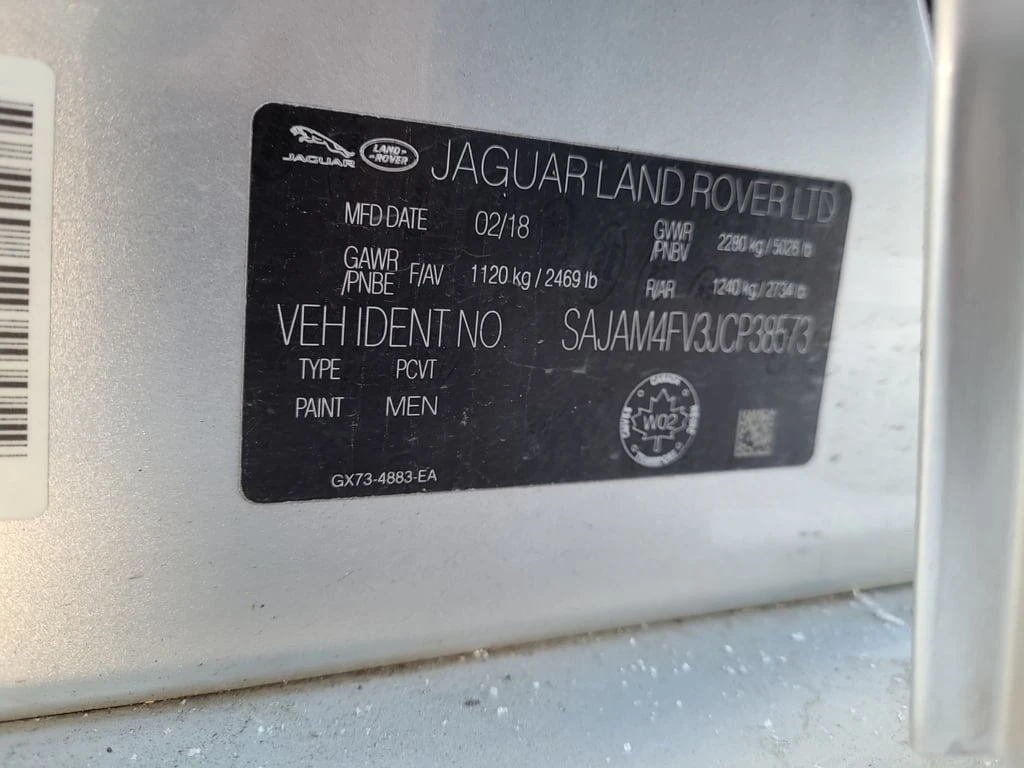 JAGUAR
LAND
ROVER
JAGUAR LAND ROVER LTD
MFD DATE 02/18
GVWR
/PNBV 2280 kg / 5026 lb
GAWR
/PNBE F/AV 1120 kg / 2469 lb R/AR 1240 kg / 2734 lb
VEH IDENT NO. SAJAM4FV3JCP38573
TYPE PCVT
PAINT MEN
CANADA
W02
GX73-4883-EA